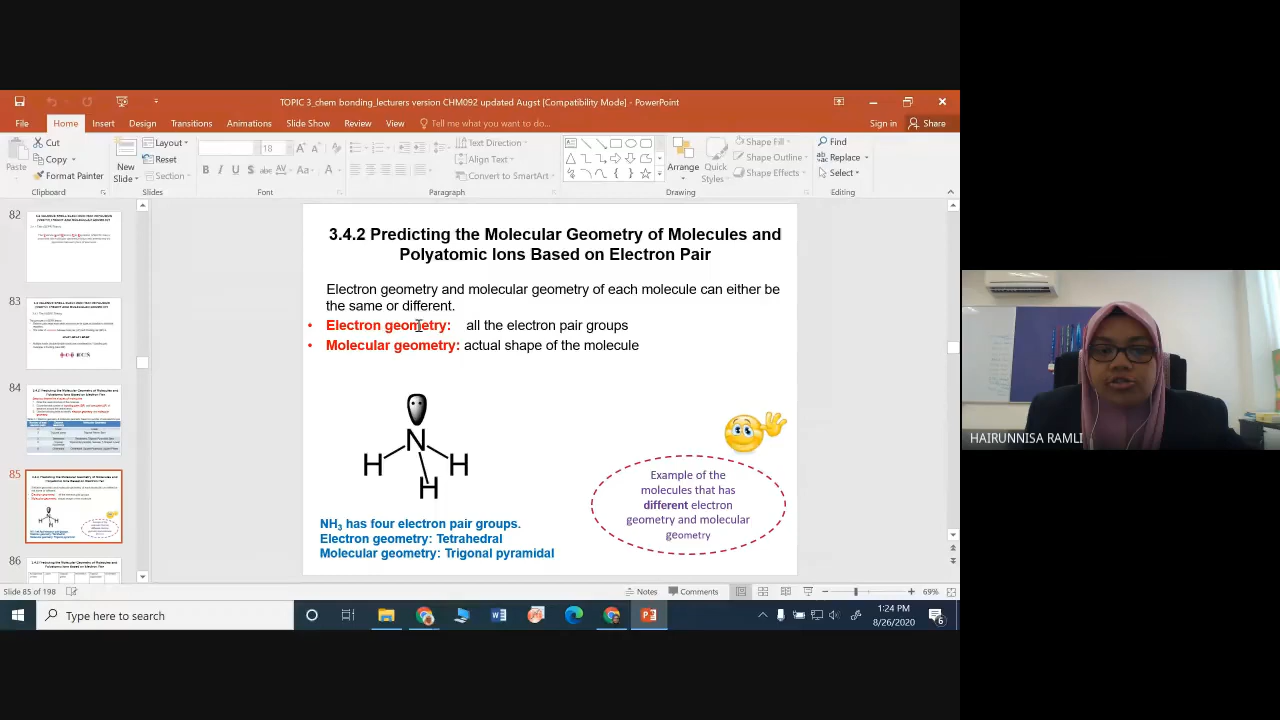 TOPIC 3_chem bonding_lecturers version CHM092 updated Augst [Compatibility Mode] - PowerPoint
File Home Insert Design Transitions Animations Slide Show Review View Tell me what you want to do... Sign in Share
Paste
Cut
Copy
Format Painter
Clipboard
New
Slide
Layout
Reset
Section
Slides
18
B I U S abc AV Aa A
Font
Text Direction
Align Text
Convert to SmartArt
Paragraph
Arrange
Quick
Styles
Shape Fill
Shape Outline
Shape Effects
Drawing
Find
Replace
Select
Editing
82
83
84
85
86
3.4.2 Predicting the Mole​cular Geometry of Molecules and
Polyatomic Ions Based on Electron Pair
Electron geometry and molecular geometry of each molecule can either be
the same or different.
• Electron geometry: all the electron pair groups
• Molecular geometry: actual shape of the molecule
N
H H
H
NH₃ has four electron pair groups.
Electron geometry: Tetrahedral
Molecular geometry: Trigonal pyramidal
Example of the
molecules that has
different electron
geometry and molecular
geometry
HAIRUNNISA RAMLI
Slide 85 of 198
Notes Comments 69%
Type here to search
1:24 PM
8/26/2020
6